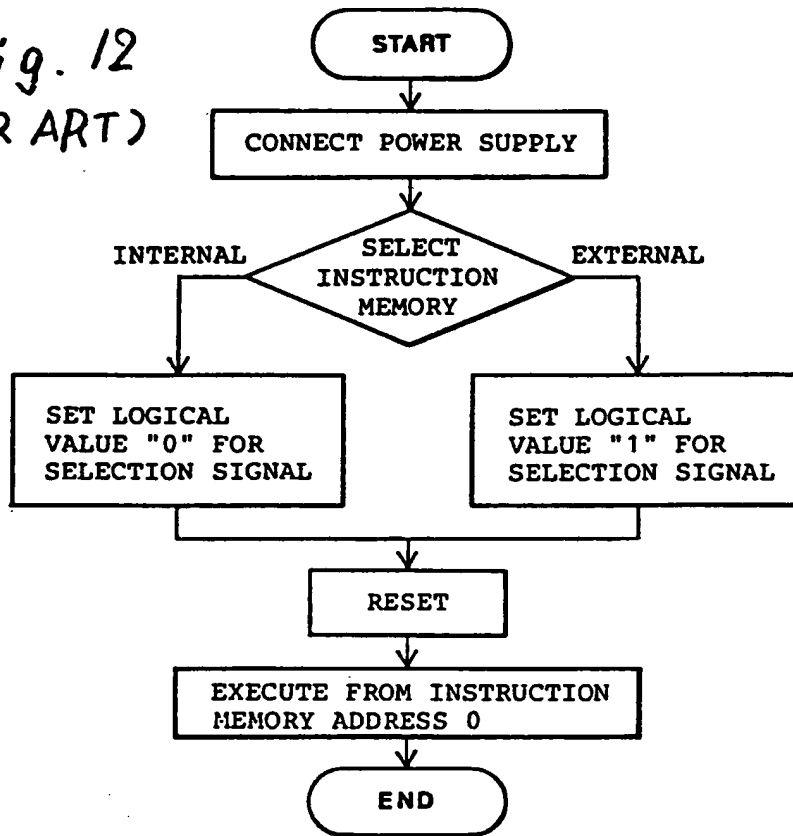 ig. 12
R ART)
START
CONNECT POWER SUPPLY
INTERNAL
SELECT
INSTRUCTION
MEMORY
EXTERNAL
SET LOGICAL
VALUE "0" FOR
SELECTION SIGNAL
SET LOGICAL
VALUE "1" FOR
SELECTION SIGNAL
RESET
EXECUTE FROM INSTRUCTION
MEMORY ADDRESS 0
END